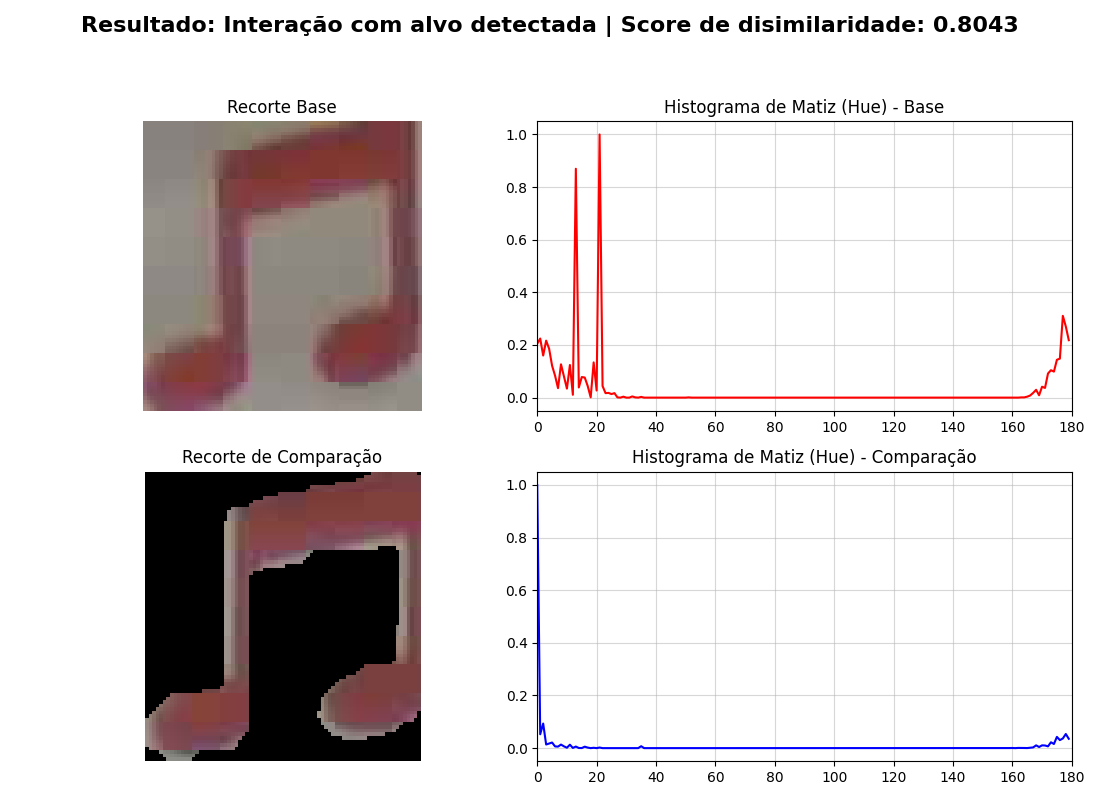 Resultado: Interação com alvo detectada | Score de disimilaridade: 0.8043
Recorte Base
Histograma de Matiz (Hue) - Base
1.0
0.8
0.6
0.4
0.2
0.0
0 20 40 60 80 100 120 140 160 180
Recorte de Comparação
Histograma de Matiz (Hue) - Comparação
1.0
0.8
0.6
0.4
0.2
0.0
0 20 40 60 80 100 120 140 160 180